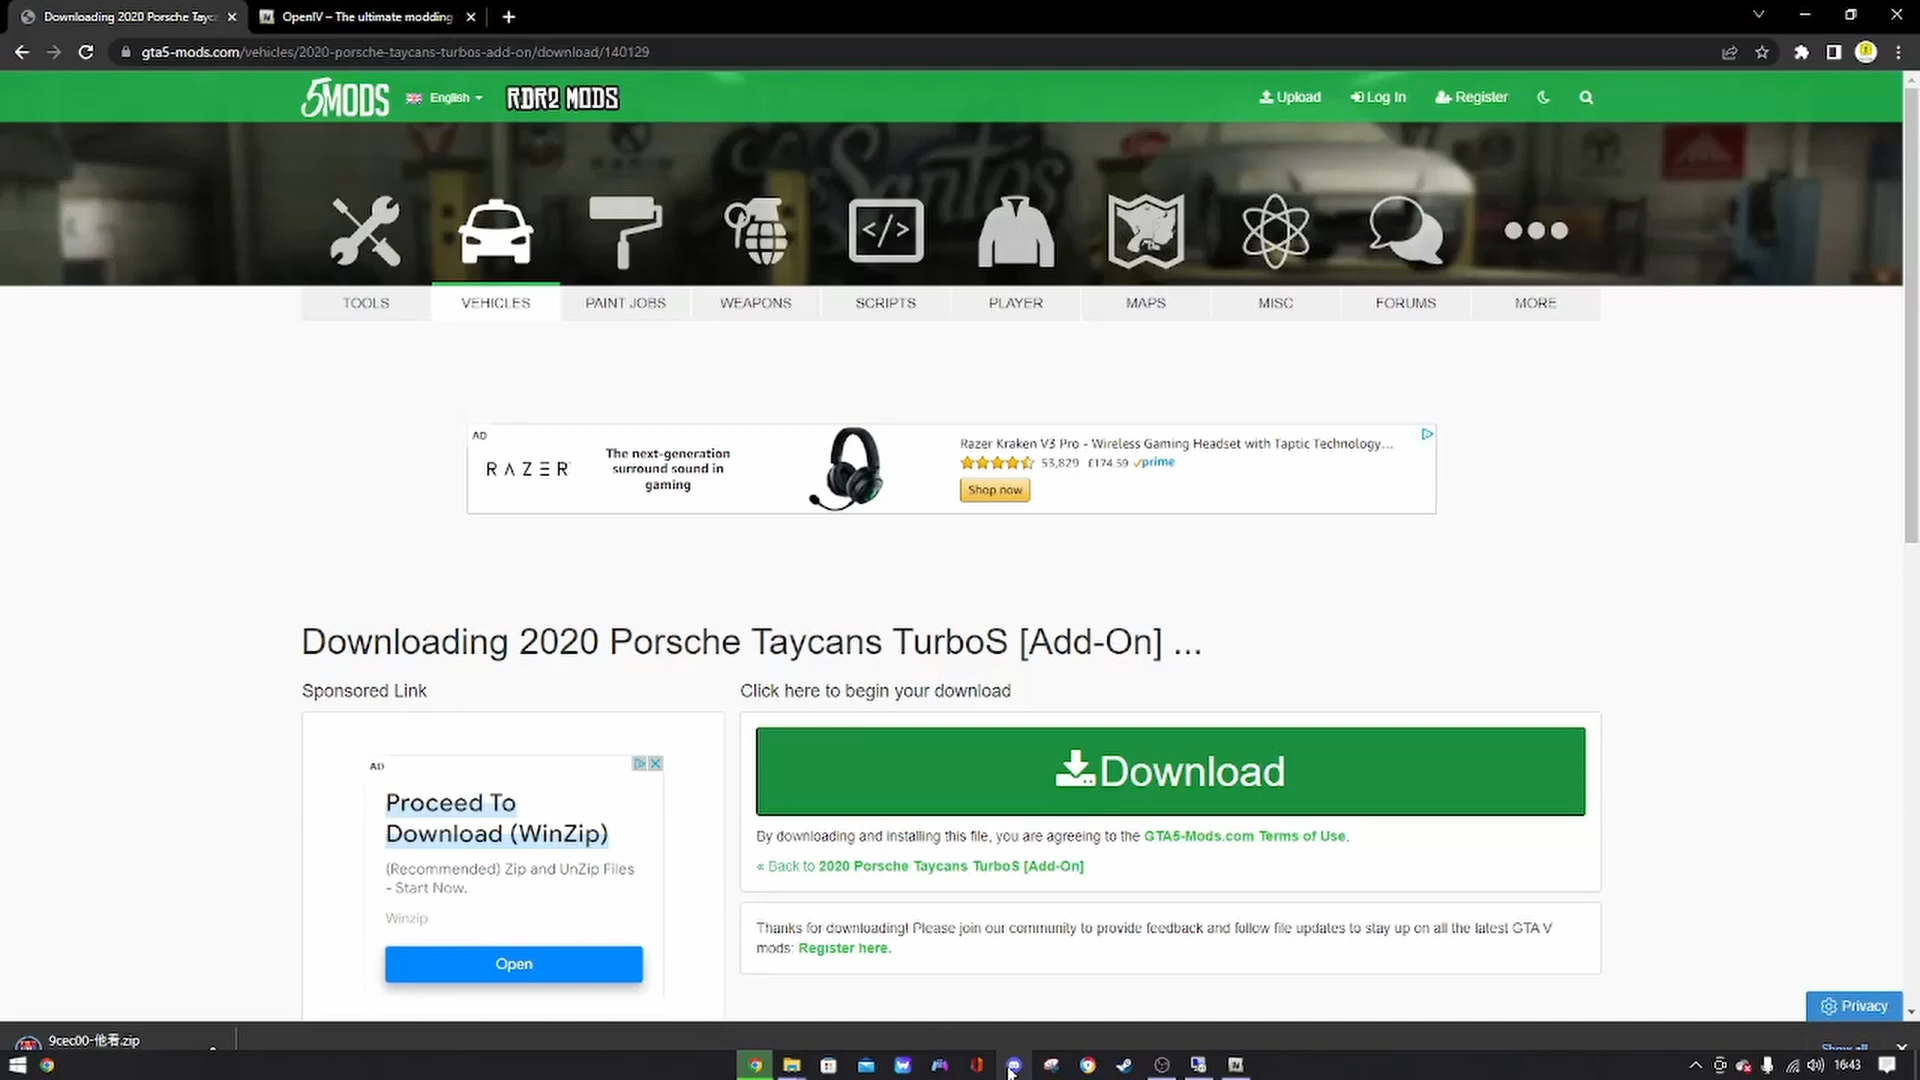 Downloading 2020 Porsche Tayc
OpenIV – The ultimate modding
gta5-mods.com/vehicles/2020-porsche-taycans-turbos-add-on/download/140129
5MODS
English
RDR2 MODS
Upload
Log In
Register
Los Santos
</>
TOOLS
VEHICLES
PAINT JOBS
WEAPONS
SCRIPTS
PLAYER
MAPS
MISC
FORUMS
MORE
AD
RAZER
The next-generation
surround sound in
gaming
Razer Kraken V3 Pro - Wireless Gaming Headset with Taptic Technology...
53,829 £174.59 prime
Shop now
Downloading 2020 Porsche Taycans TurboS [Add-On] ...
Sponsored Link
Click here to begin your download
AD
Proceed To
Download (WinZip)
(Recommended) Zip and UnZip Files
- Start Now.
Winzip
Open
Download
By downloading and installing this file, you are agreeing to the GTA5-Mods.com Terms of Use.
« Back to 2020 Porsche Taycans TurboS [Add-On]
Thanks for downloading! Please join our community to provide feedback and follow file updates to stay up on all the latest GTA V
mods: Register here.
Privacy
9cec00-他看.zip
Show all
16:43